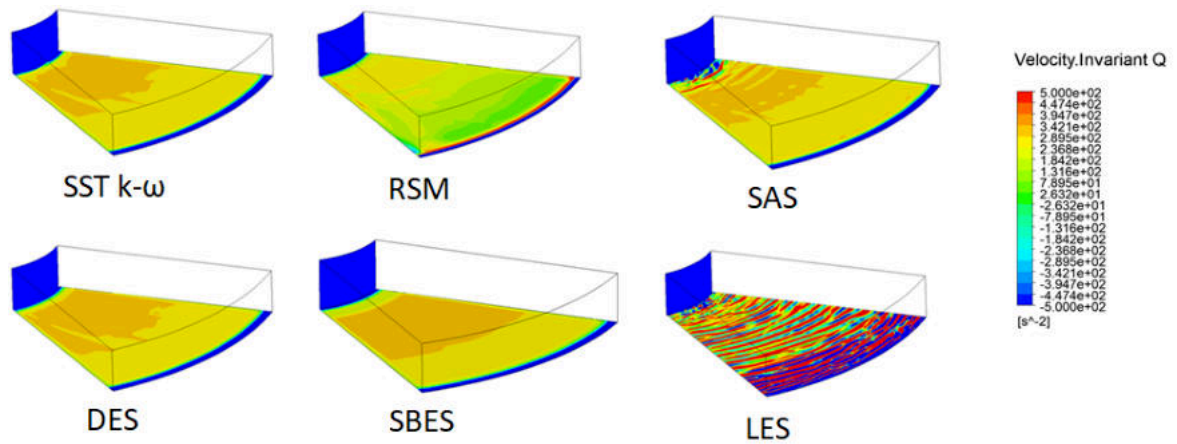 SST k-ω
RSM
SAS
DES
SBES
LES
Velocity.Invariant Q
5.000e+02
4.474e+02
3.947e+02
3.421e+02
2.895e+02
2.368e+02
1.842e+02
1.316e+02
7.895e+01
2.632e+01
-2.632e+01
-7.895e+01
-1.316e+02
-1.842e+02
-2.368e+02
-2.895e+02
-3.421e+02
-3.947e+02
-4.474e+02
-5.000e+02
[s^-2]